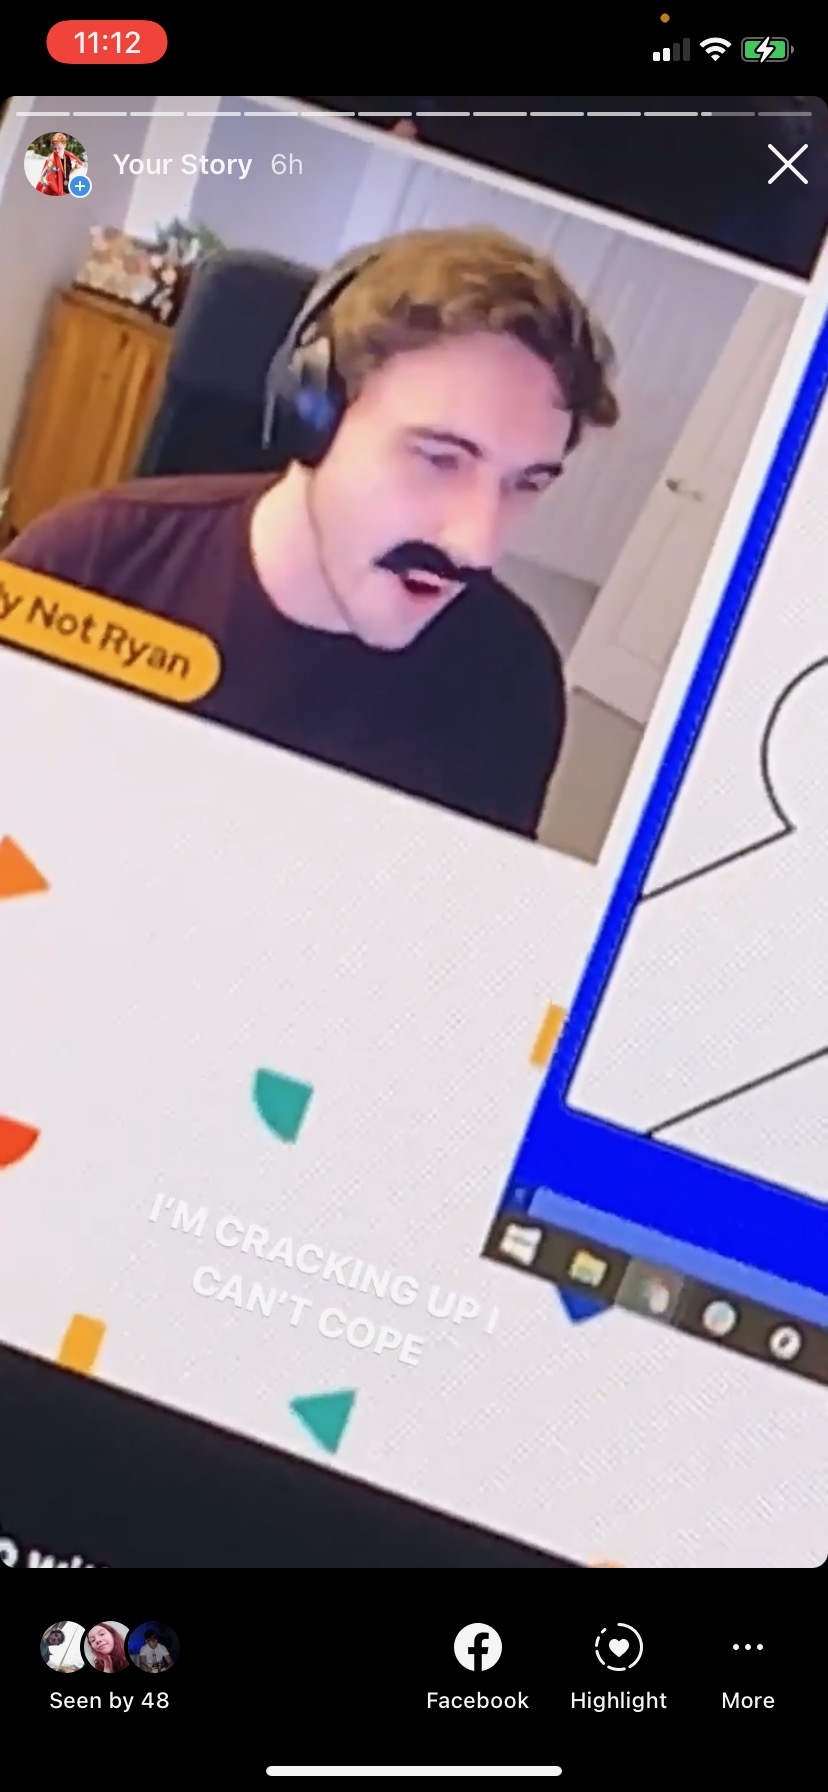 11:12
Your Story 6h
y Not Ryan
I'M CRACKING UP I
CAN'T COPE
Seen by 48
Facebook
Highlight
More